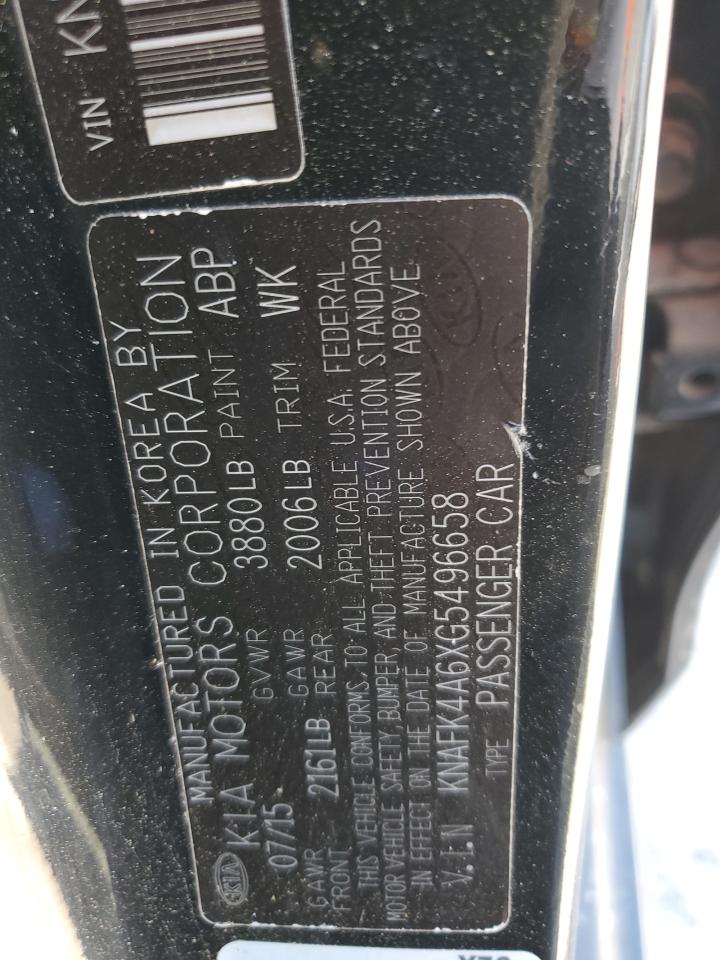 VIN KN
MANUFACTURED IN KOREA BY
KIA KIA MOTORS CORPORATION
07/15 GVWR 3880LB PAINT ABP
GAWR FRONT 2161LB GAWR REAR 2006LB TRIM WK
THIS VEHICLE CONFORMS TO ALL APPLICABLE U.S.A. FEDERAL
MOTOR VEHICLE SAFETY, BUMPER, AND THEFT PREVENTION STANDARDS
IN EFFECT ON THE DATE OF MANUFACTURE SHOWN ABOVE.
V.I.N KNAFK4A6XG5496658
TYPE PASSENGER CAR